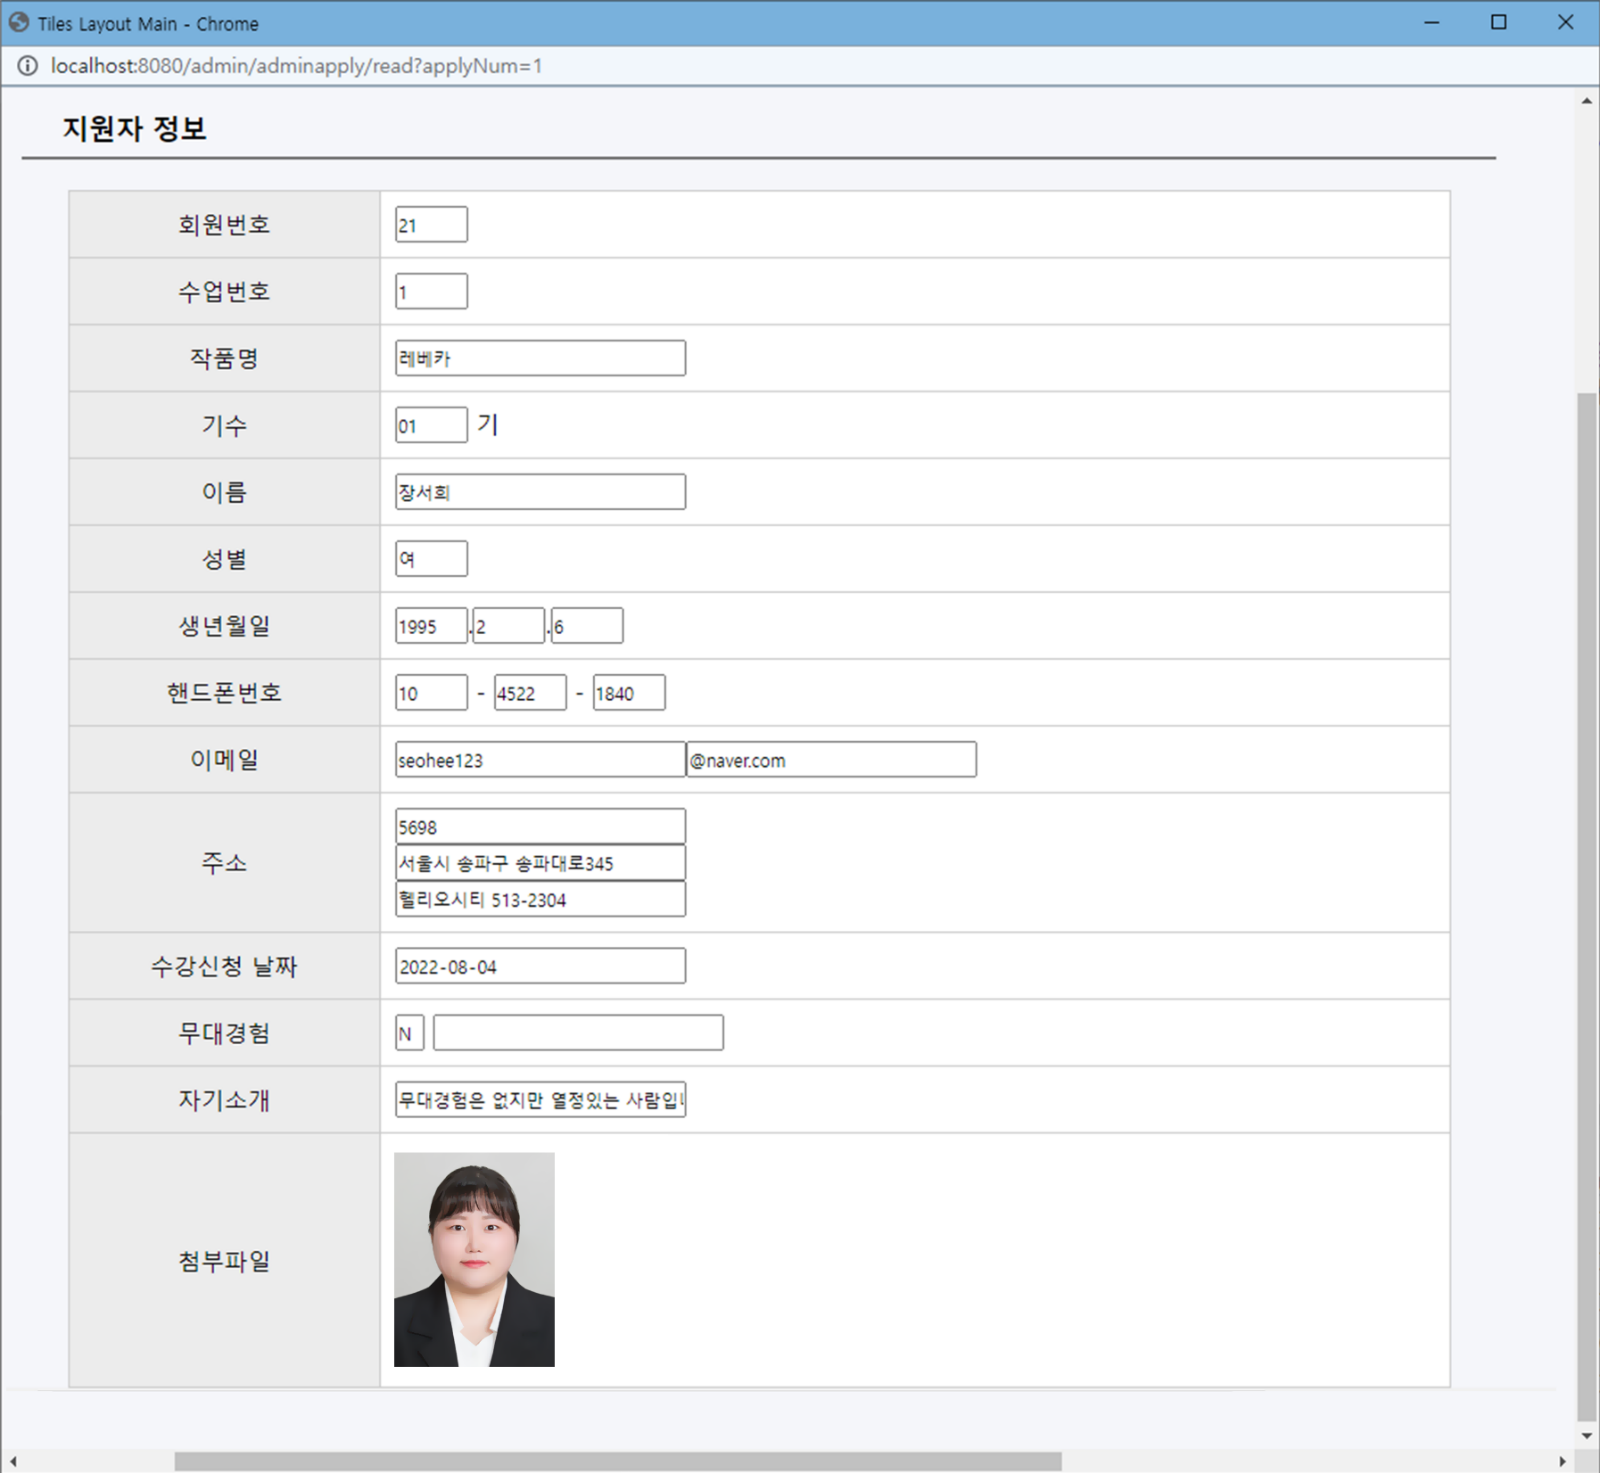 Tiles Layout Main - Chrome
localhost:8080/admin/adminapply/read?applyNum=1
지원자 정보
회원번호 21
수업번호 1
작품명 레베카
기수 01 기
이름 장서희
성별 여
생년월일 1995.2.6
핸드폰번호 10 - 4522 - 1840
이메일 seohee123@naver.com
주소 5698
서울시 송파구 송파대로345
헬리오시티 513-2304
수강신청 날짜 2022-08-04
무대경험 N
자기소개 무대경험은 없지만 열정있는
첨부파일